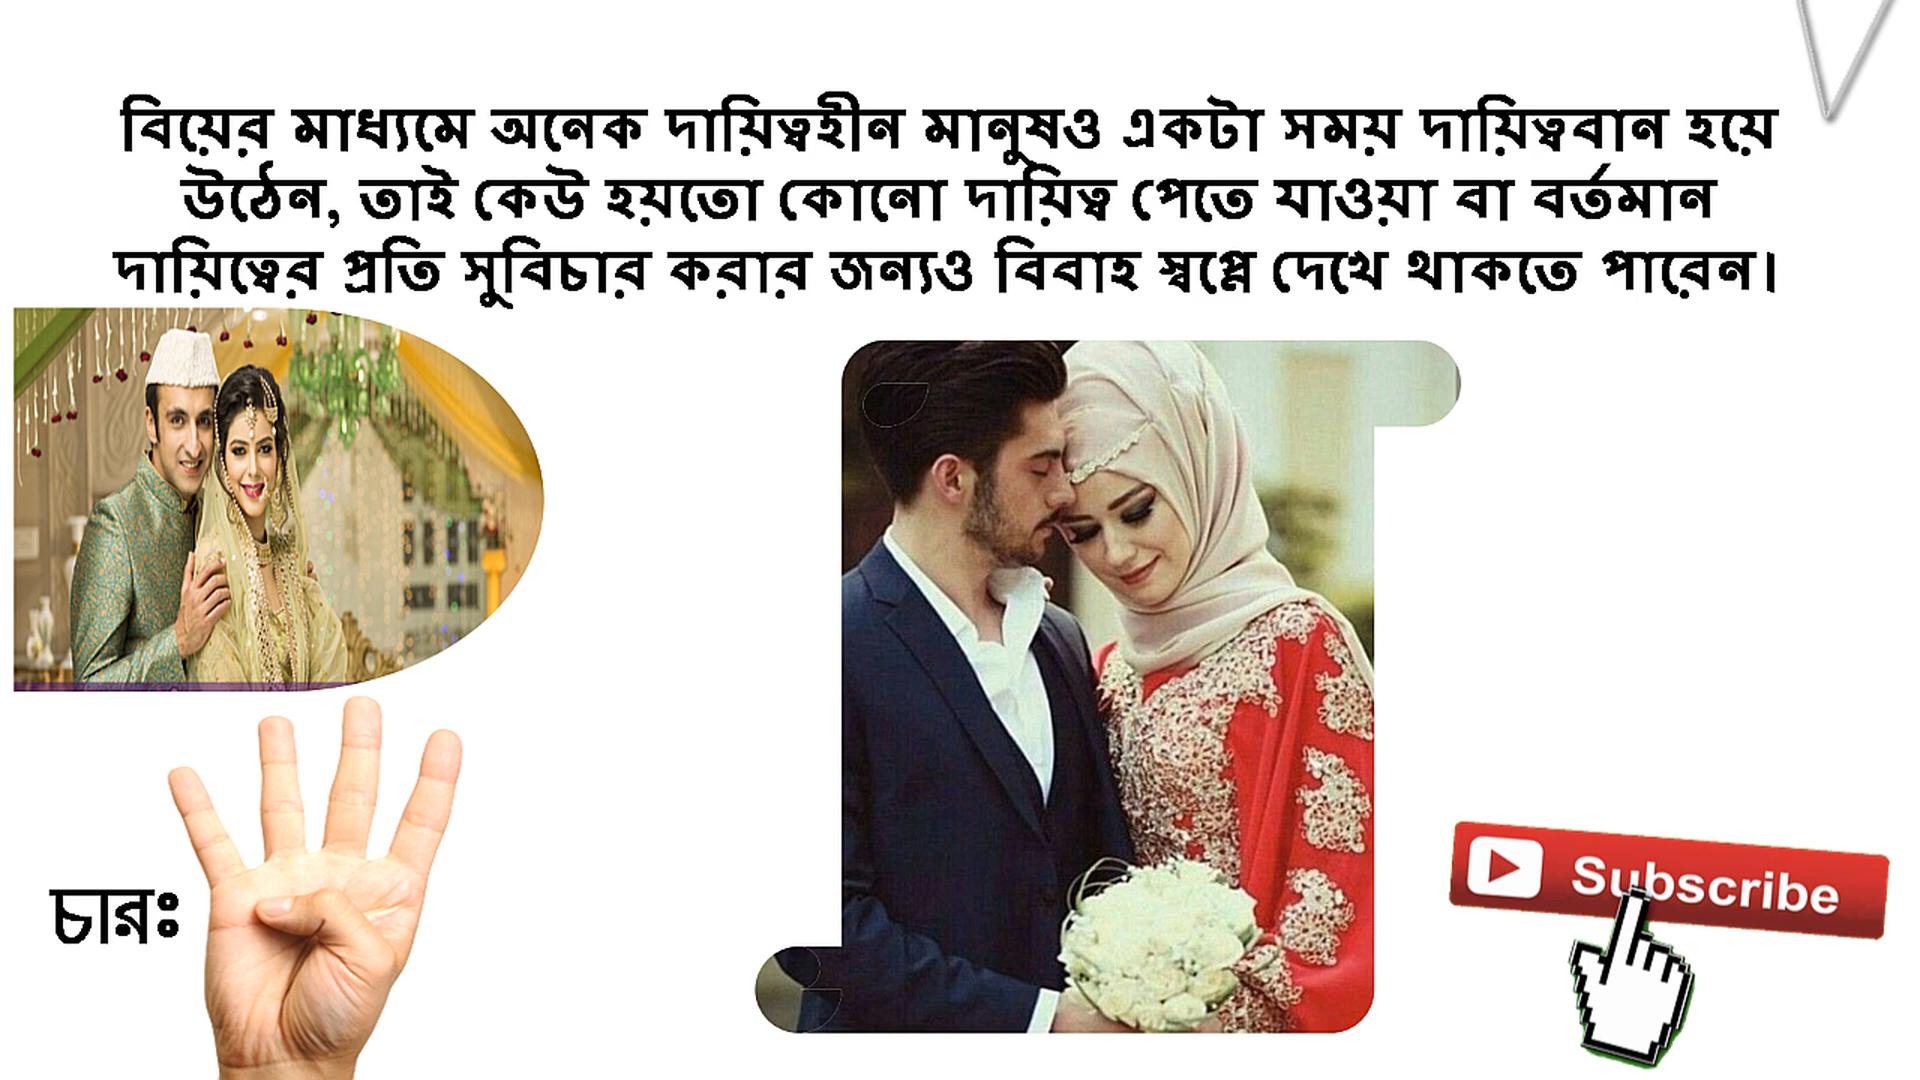 বিয়ের মাধ্যমে অনেক দায়িত্বহীন মানুষও একটা সময় দায়িত্ববান হয়ে
উঠেন, তাই কেউ হয়তো কোনো দায়িত্ব পেতে যাওয়া বা বর্তমান
দায়িত্বের প্রতি সুবিচার করার জন্যও বিবাহ স্বপ্নে দেখে থাকতে পারেন।
চারঃ
Subscribe